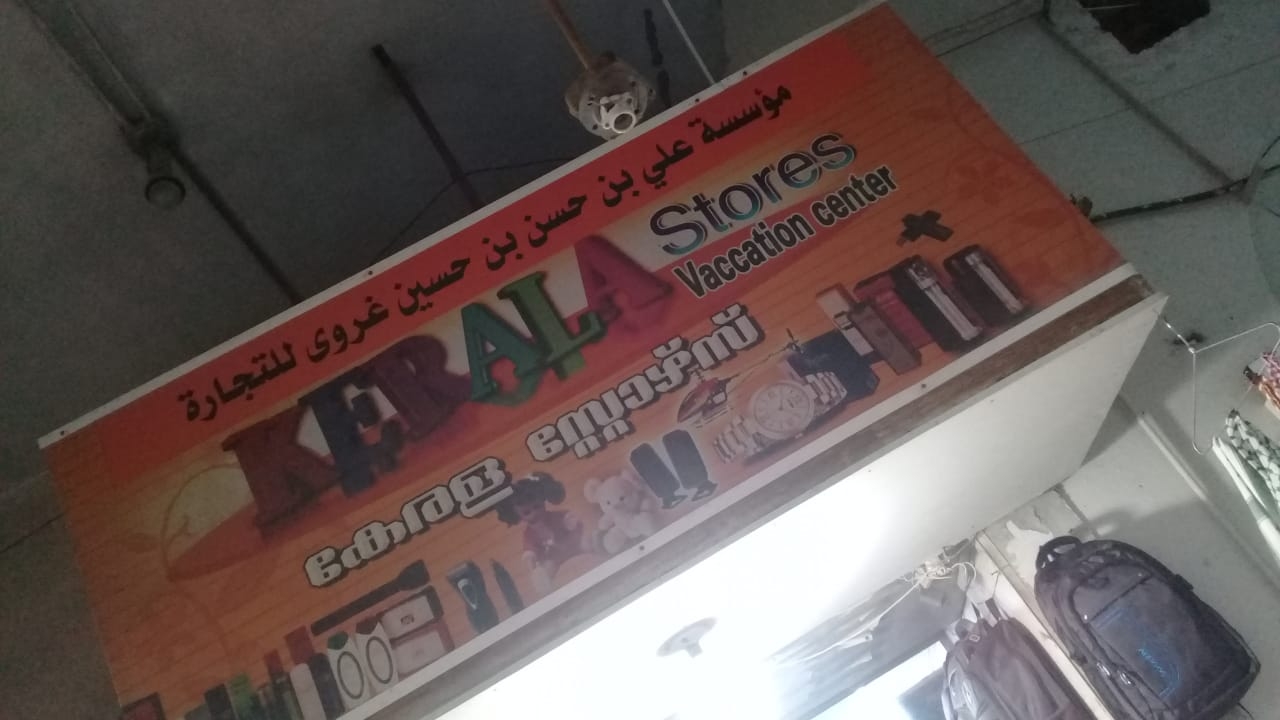 مؤسسة علي بن حسن بن حسين غروى للتجارة
KERALA Stores
Vaccation center
കേരള സ്റ്റോഴ്സ്